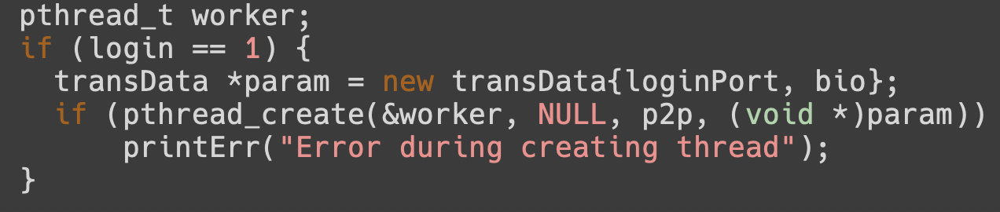 pthread_t worker;
if (login == 1) {
  transData *param = new transData{loginPort, bio};
  if (pthread_create(&worker, NULL, p2p, (void *)param))
      printErr("Error during creating thread");
}